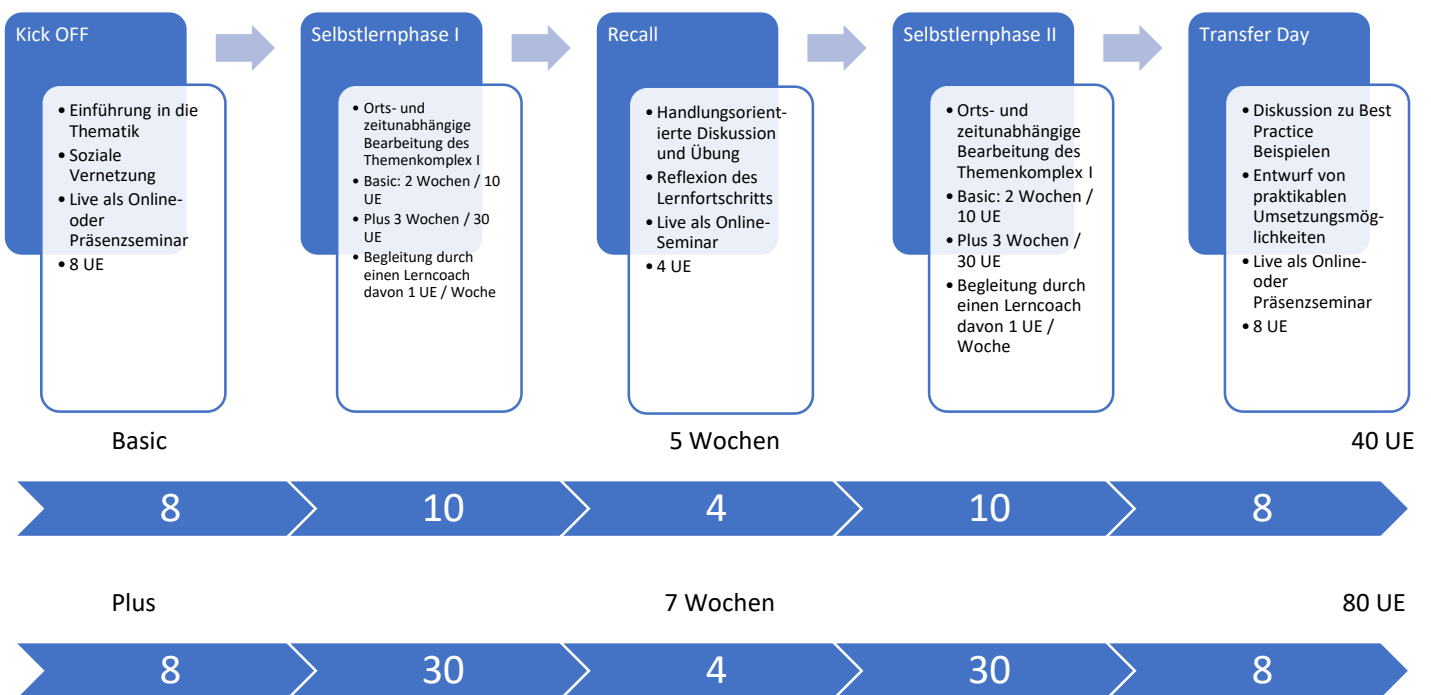 Kick OFF
• Einführung in die
Thematik
• Soziale
Vernetzung
• Live als Online-
oder
Präsenzseminar
• 8 UE
Selbstlernphase I
• Orts- und
zeitunabhängige
Bearbeitung des
Themenkomplex I
• Basic: 2 Wochen / 10
UE
• Plus 3 Wochen / 30
UE
• Begleitung durch
einen Lerncoach
davon 1 UE / Woche
Recall
• Handlungsorient-
ierte Diskussion
und Übung
• Reflexion des
Lernfortschritts
• Live als Online-
Seminar
• 4 UE
Selbstlernphase II
• Orts- und
zeitunabhängige
Bearbeitung des
Themenkomplex I
• Basic: 2 Wochen /
10 UE
• Plus 3 Wochen /
30 UE
• Begleitung durch
einen Lerncoach
davon 1 UE /
Woche
Transfer Day
• Diskussion zu Best
Practice
Beispielen
• Entwurf von
praktikablen
Umsetzungsmög-
lichkeiten
• Live als Online-
oder
Präsenzseminar
• 8 UE
Basic 5 Wochen 40 UE
8 10 4 10 8
Plus 7 Wochen 80 UE
8 30 4 30 8